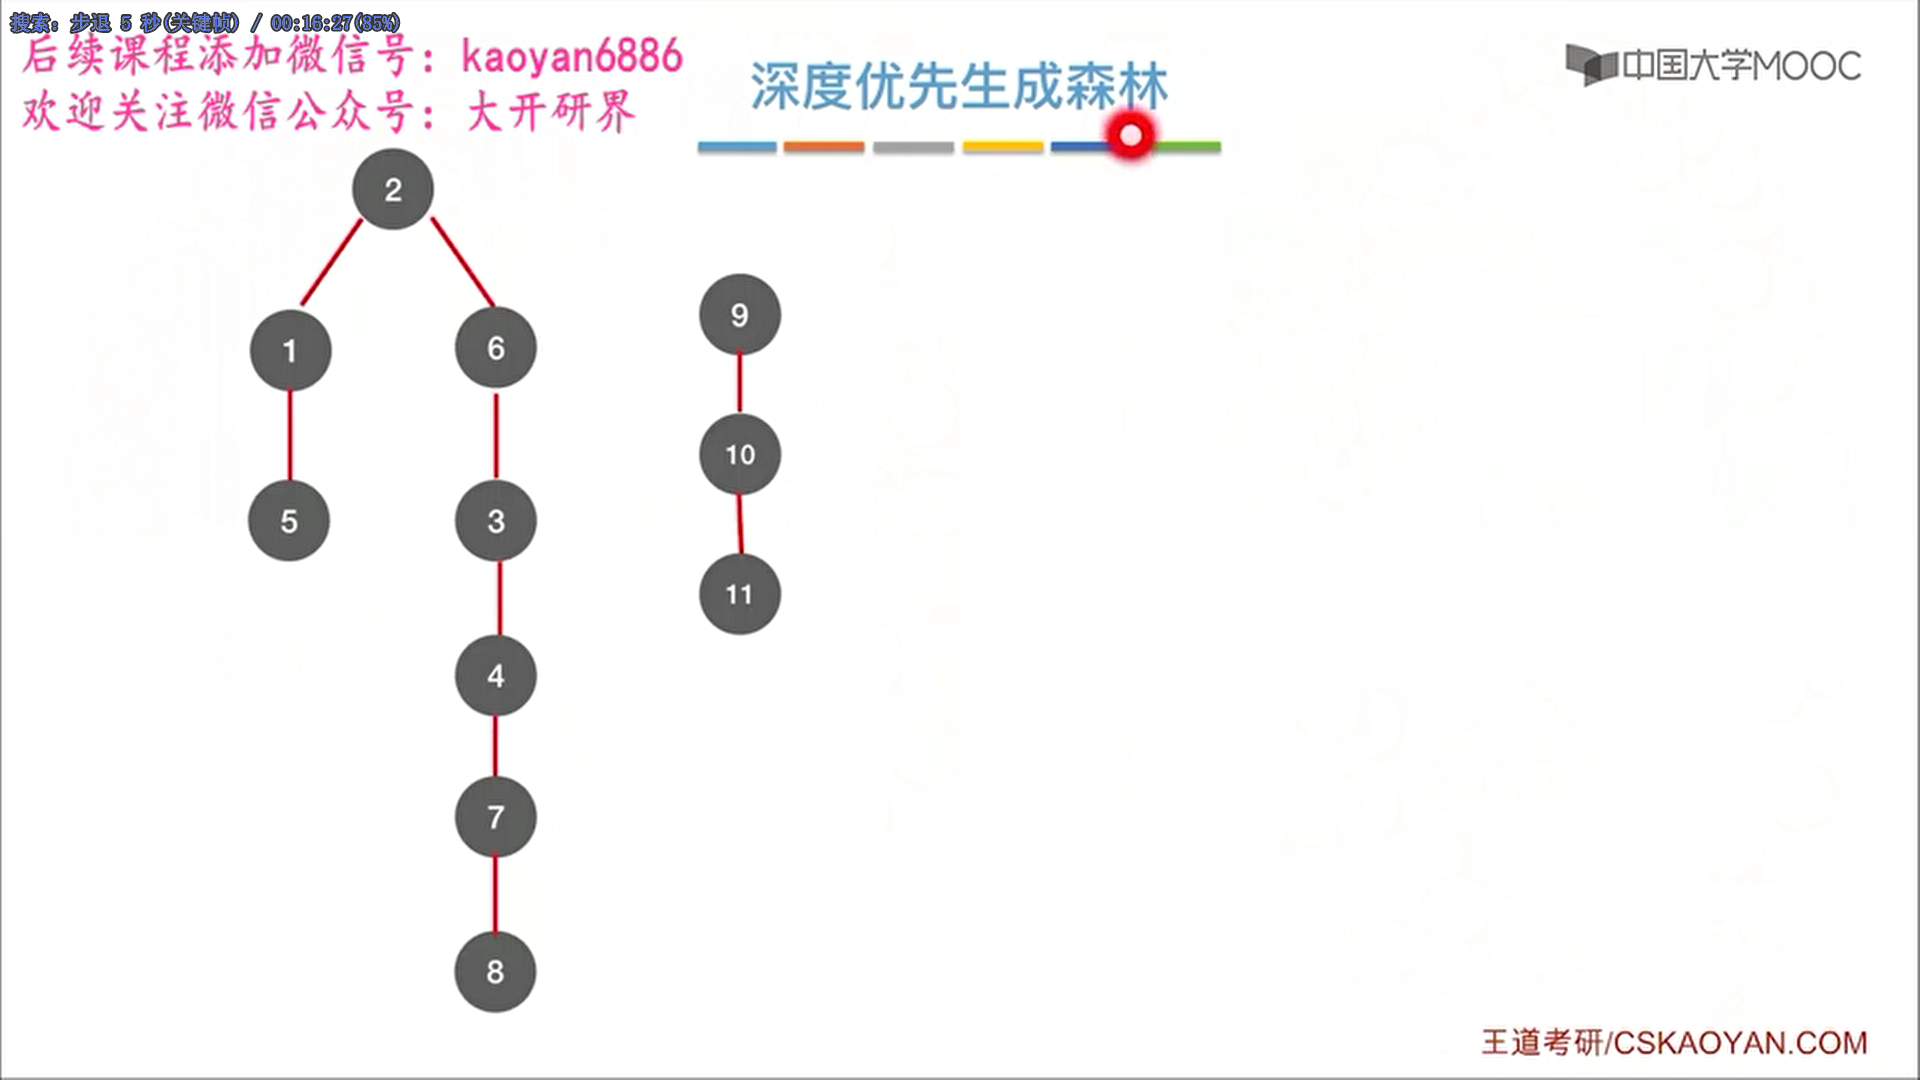 搜索：步退 5 秒(关键帧) / 00:16:27(85%)
后续课程添加微信号：kaoyan6886
欢迎关注微信公众号：大开研界
深度优先生成森林
中国大学MOOC
2
1
6
9
5
3
10
4
11
7
8
王道考研/CSKAOYAN.COM